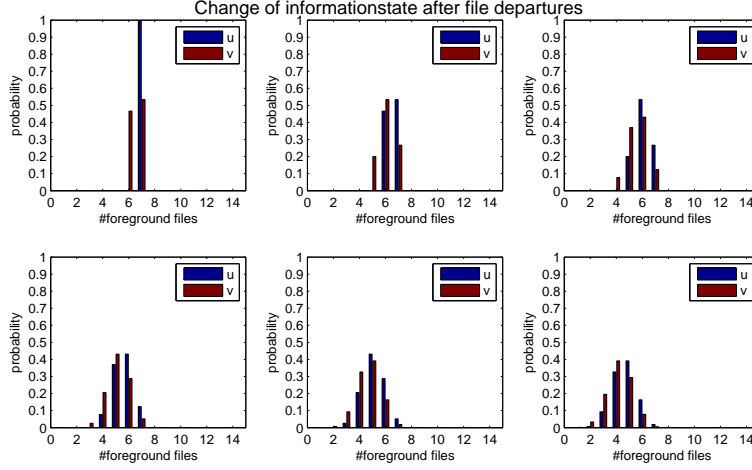 Change of informationstate after file departures
1
0.9
0.8
0.7
0.6
0.5
0.4
0.3
0.2
0.1
0
probability
0 2 4 6 8 10 12 14
#foreground files
u
v
1
0.9
0.8
0.7
0.6
0.5
0.4
0.3
0.2
0.1
0
probability
0 2 4 6 8 10 12 14
#foreground files
u
v
1
0.9
0.8
0.7
0.6
0.5
0.4
0.3
0.2
0.1
0
probability
0 2 4 6 8 10 12 14
#foreground files
u
v
1
0.9
0.8
0.7
0.6
0.5
0.4
0.3
0.2
0.1
0
probability
0 2 4 6 8 10 12 14
#foreground files
u
v
1
0.9
0.8
0.7
0.6
0.5
0.4
0.3
0.2
0.1
0
probability
0 2 4 6 8 10 12 14
#foreground files
u
v
1
0.9
0.8
0.7
0.6
0.5
0.4
0.3
0.2
0.1
0
probability
0 2 4 6 8 10 12 14
#foreground files
u
v